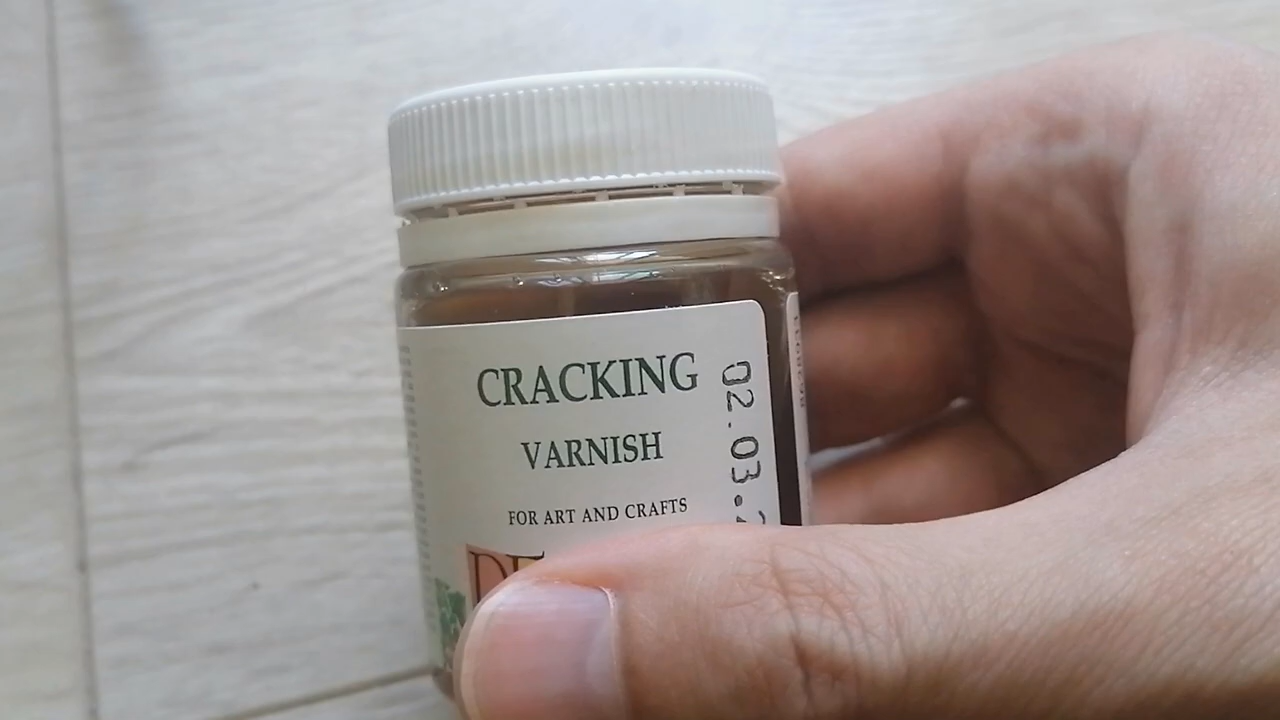 CRACKING
VARNISH
FOR ART AND CRAFTS
02.03.